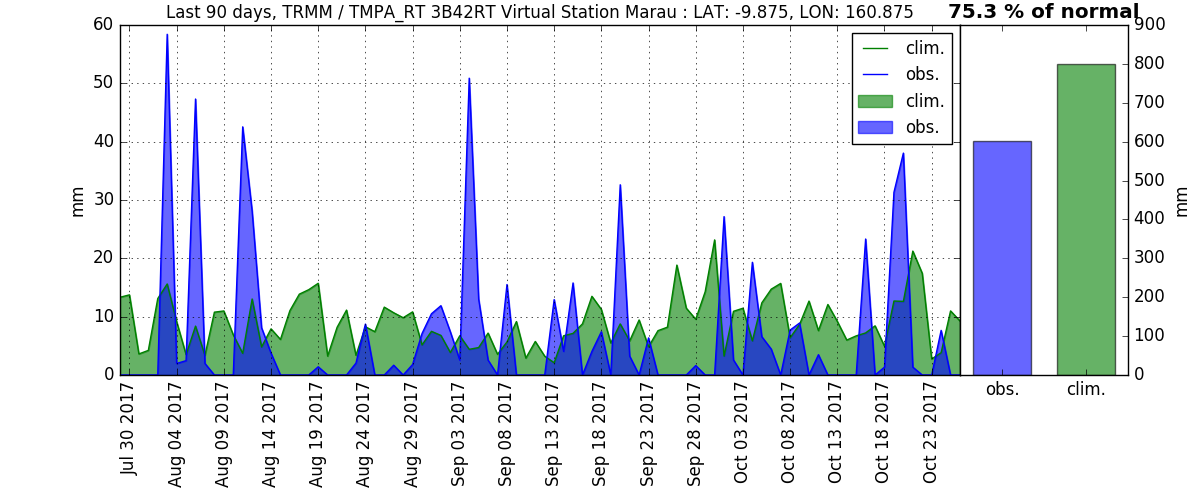 Last 90 days, TRMM / TMPA_RT 3B42RT Virtual Station Marau : LAT: -9.875, LON: 160.875
75.3 % of normal
60
50
40
30
20
10
0
mm
clim.
obs.
clim.
obs.
900
800
700
600
500
400
300
200
100
0
mm
Jul 30 2017
Aug 04 2017
Aug 09 2017
Aug 14 2017
Aug 19 2017
Aug 24 2017
Aug 29 2017
Sep 03 2017
Sep 08 2017
Sep 13 2017
Sep 18 2017
Sep 23 2017
Sep 28 2017
Oct 03 2017
Oct 08 2017
Oct 13 2017
Oct 18 2017
Oct 23 2017
obs.
clim.